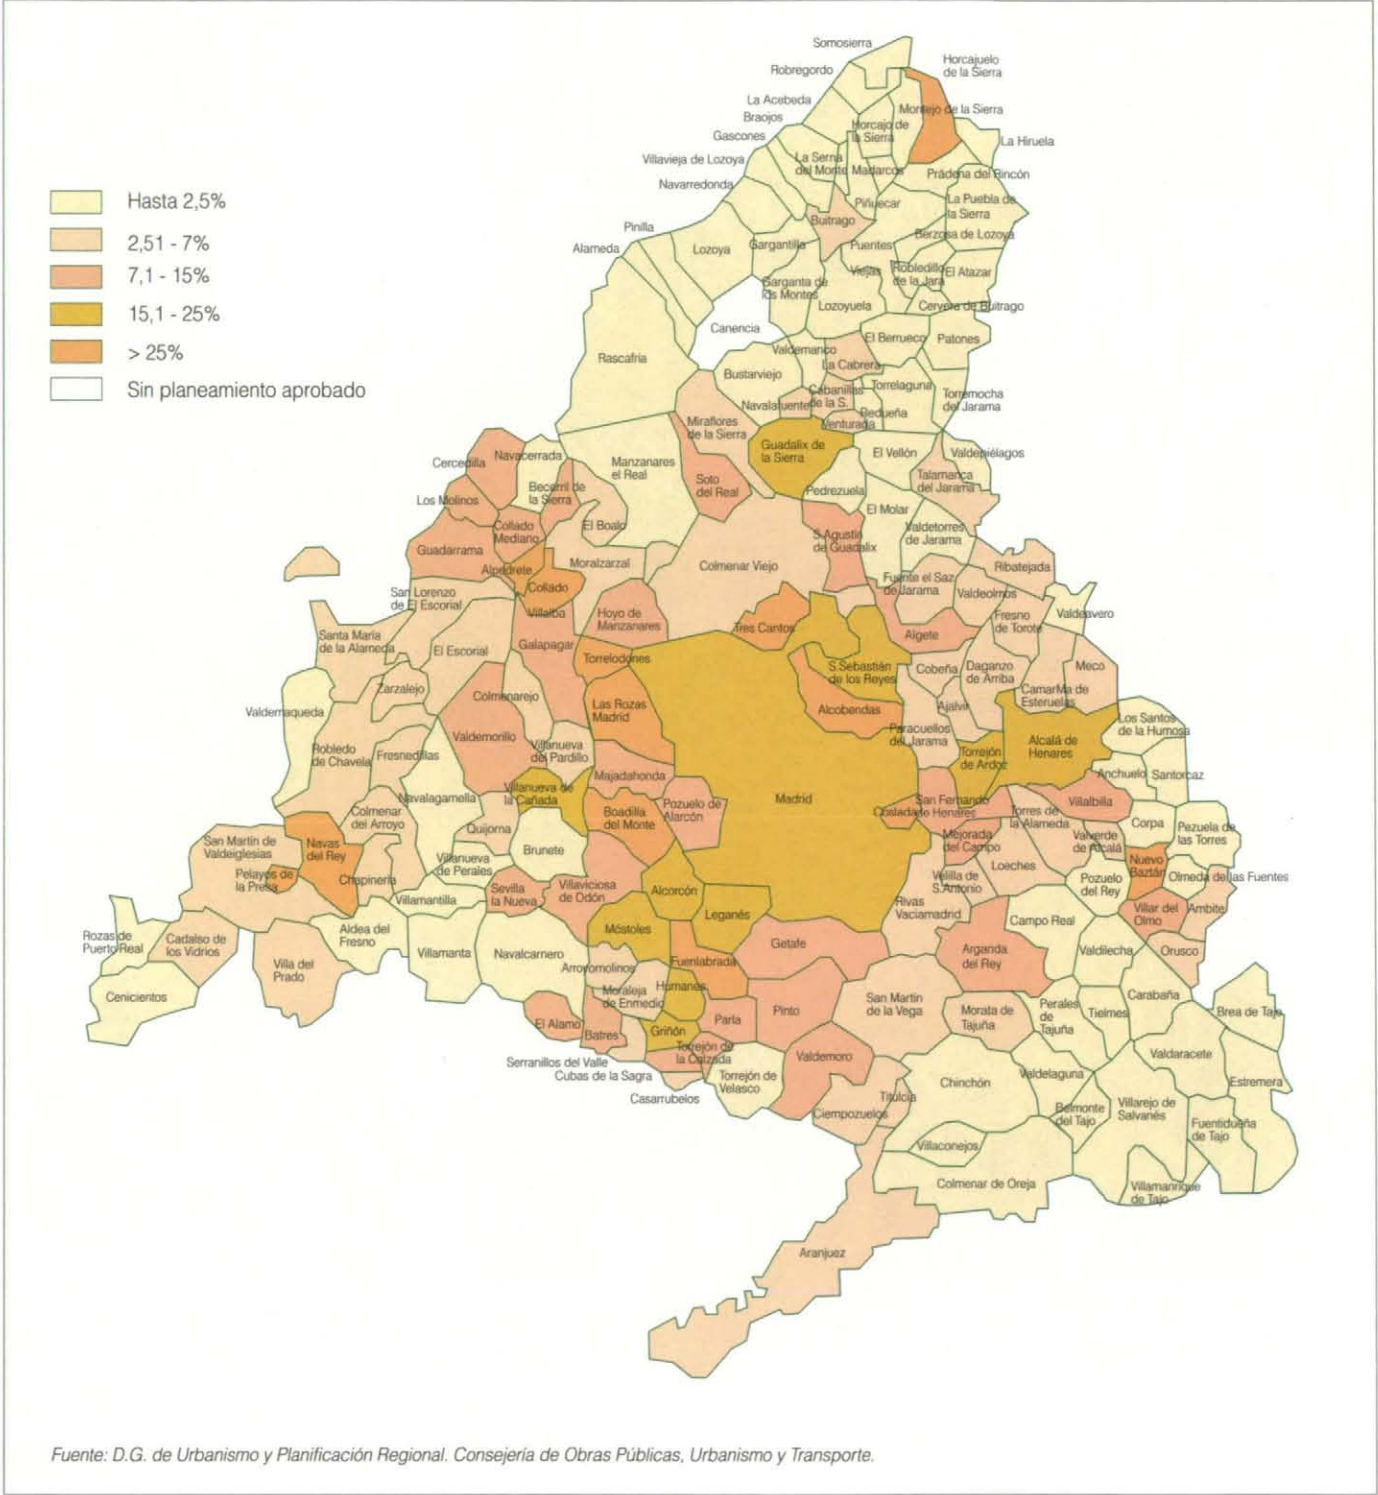 Somosierra
Horcajuelo
de la Sierra
Robregordo
La Acebeda
Montejo de la Sierra
Braojos
Horcajo de
la Sierra
Gascones
La Hiruela
Villavieja de Lozoya
La Serna
del Monte
Madarcos
Prádena del Rincón
Navarredonda
Piñuecar
La Puebla de
la Sierra
Hasta 2,5%
2,51 - 7%
7,1 - 15%
15,1 - 25%
> 25%
Sin planeamiento aprobado
Buitrago
Pinilla
Berzosa de Lozoya
Alameda
Lozoya
Gargantilla
Puentes
Viejas
Robledillo
de la Jara
El Atazar
Garganta de
los Montes
Lozoyuela
Cervera de Buitrago
Canencia
El Berrueco
Patones
Rascafría
Valdemanco
La Cabrera
Bustarviejo
Cabanillas
de la S.
Torrelaguna
Torremocha
del Jarama
Navalafuente
Redueña
Venturada
Miraflores
de la Sierra
Guadalix de
la Sierra
El Vellón
Valdepiélagos
Cercedilla
Navacerrada
Manzanares
el Real
Talamanca
del Jarama
Soto
del Real
Becerril de
la Sierra
Pedrezuela
Los Molinos
El Molar
Collado
Mediano
El Boalo
Valdetorres
de Jarama
S.Agustín
de Guadalix
Guadarrama
Moralzarzal
Colmenar Viejo
Ribatejada
Alpedrete
Fuente el Saz
de Jarama
Collado
Villalba
Valdeolmos
San Lorenzo
de El Escorial
Hoyo de
Manzanares
Fresno
de Torote
Valdeavero
Tres Cantos
Algete
Santa María
de la Alameda
Galapagar
El Escorial
Torrelodones
S.Sebastián
de los Reyes
Cobeña
Daganzo
de Arriba
Meco
Zarzalejo
Colmenarejo
Camarma de
Esteruelas
Valdemaqueda
Las Rozas
Madrid
Alcobendas
Ajalvir
Los Santos
de la Humosa
Valdemorillo
Paracuellos
del Jarama
Robledo
de Chavela
Fresnedillas
Villanueva
del Pardillo
Torrejón
de Ardoz
Alcalá de
Henares
Majadahonda
Anchuelo
Santorcaz
Navalagamella
Villanueva de
la Cañada
Madrid
Pozuelo de
Alarcón
San Fernando
de Henares
Coslada
Villalbilla
Colmenar
del Arroyo
Boadilla
del Monte
Torres de
la Alameda
Corpa
Pezuela de
las Torres
Quijorna
San Martín de
Valdeiglesias
Navas
del Rey
Mejorada
del Campo
Valverde
de Alcalá
Brunete
Villanueva
de Perales
Loeches
Nuevo
Baztán
Olmeda de las Fuentes
Pelayos de
la Presa
Chapinería
Velilla de
S.Antonio
Pozuelo
del Rey
Sevilla
la Nueva
Villaviciosa
de Odón
Alcorcón
Villamantilla
Rivas
Vaciamadrid
Villar del
Olmo
Ambite
Leganés
Campo Real
Aldea del
Fresno
Móstoles
Rozas de
Puerto Real
Cadalso de
los Vidrios
Villamanta
Navalcarnero
Getafe
Arganda
del Rey
Valdilecha
Orusco
Villa del
Prado
Fuenlabrada
Arroyomolinos
Humanes
Cenicientos
Moraleja
de Enmedio
San Martín
de la Vega
Carabaña
Morata de
Tajuña
Perales
de
Tajuña
Tielmes
Brea de Tajo
Pinto
Parla
El Alamo
Batres
Griñón
Torrejón de
la Calzada
Valdemoro
Valdaracete
Serranillos del Valle
Cubas de la Sagra
Torrejón de
Velasco
Chinchón
Valdelaguna
Estremera
Casarrubelos
Titulcia
Ciempozuelos
Belmonte
del Tajo
Villarejo de
Salvanés
Fuentidueña
de Tajo
Villaconejos
Colmenar de Oreja
Villamanrique
de Tajo
Aranjuez
Fuente: D.G. de Urbanismo y Planificación Regional. Consejería de Obras Públicas, Urbanismo y Transporte.